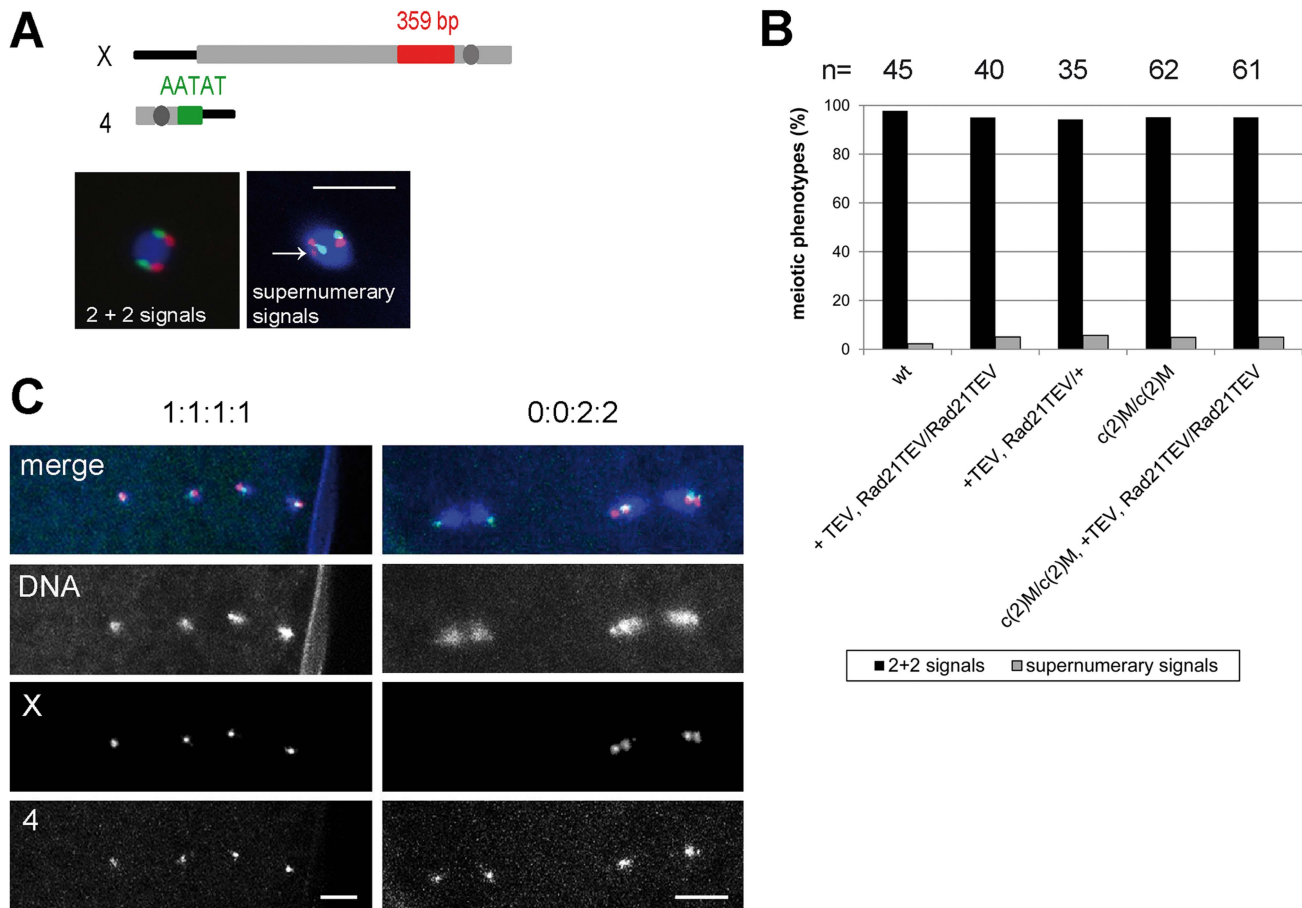 A
359 bp
X
AATAT
4
2 + 2 signals
supernumerary
signals
B
n= 45 40 35 62 61
meiotic phenotypes (%)
100
80
60
40
20
0
wt
+ TEV, Rad21TEV/Rad21TEV
+TEV, Rad21TEV/+
c(2)M/c(2)M
c(2)M/c(2)M, +TEV, Rad21TEV/Rad21TEV
2+2 signals supernumerary signals
C
1:1:1:1 0:0:2:2
merge
DNA
X
4